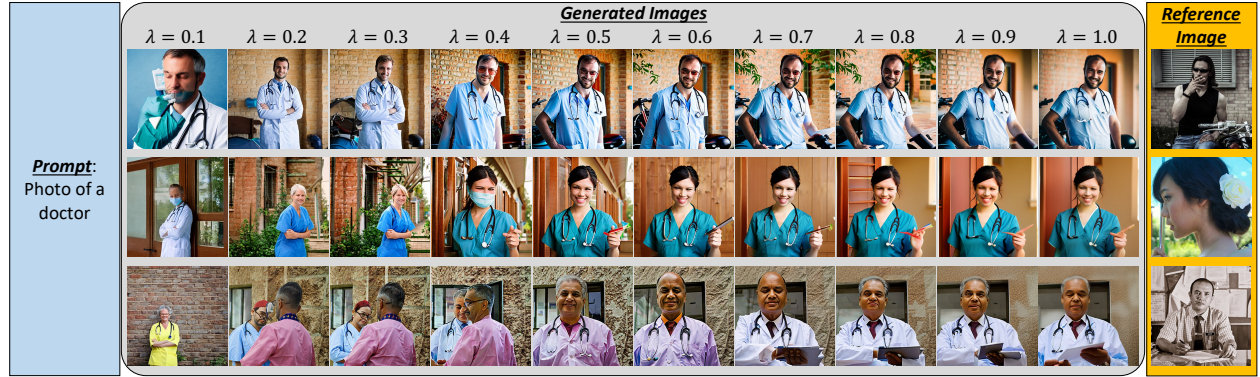 Prompt:
Photo of a
doctor
Generated Images
λ = 0.1
λ = 0.2
λ = 0.3
λ = 0.4
λ = 0.5
λ = 0.6
λ = 0.7
λ = 0.8
λ = 0.9
λ = 1.0
Reference
Image